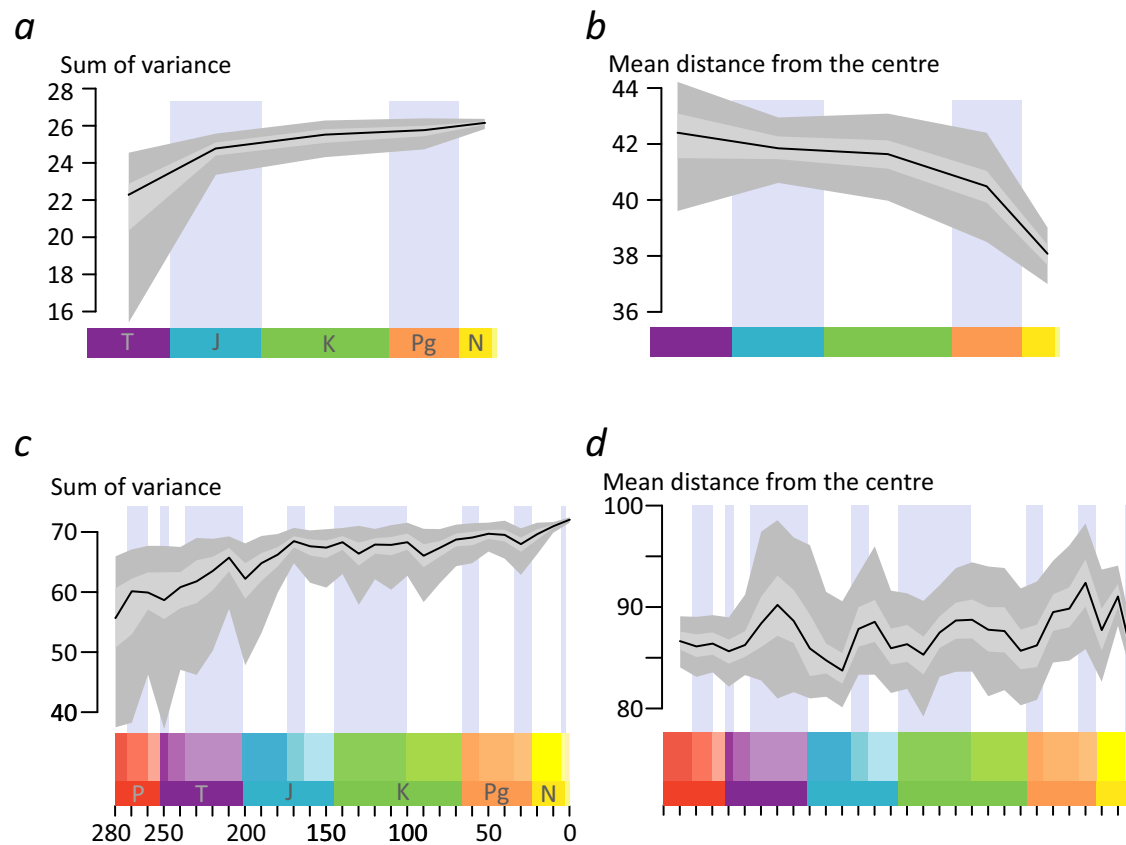 a
Sum of variance
28
26
24
22
20
18
16
T J K Pg N
b
Mean distance from the centre
44
42
40
38
36
c
Sum of variance
70
60
50
40
P T J K Pg N
280 250 200 150 100 50 0
d
Mean distance from the centre
100
90
80